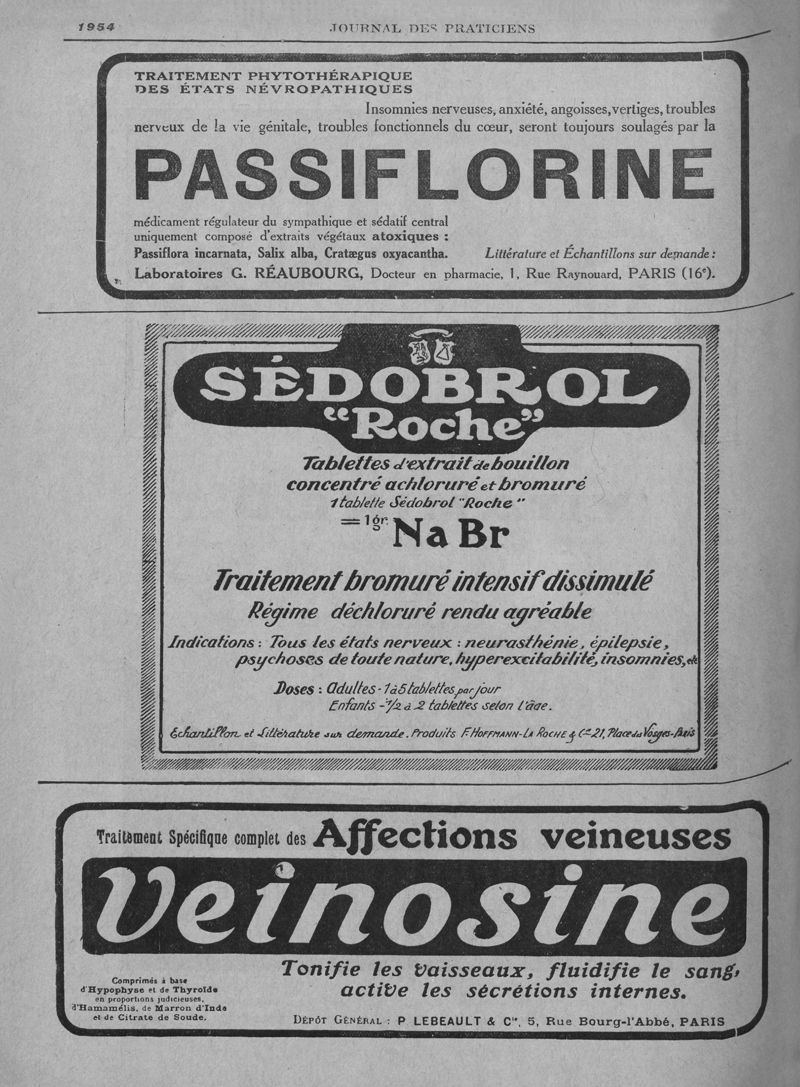 1954
JOURNAL DES PRATICIENS
TRAITEMENT PHYTOTHÉRAPIQUE
DES ÉTATS NÉVROPATHIQUES
Insomnies nerveuses, anxiété, angoisses, vertiges, troubles
nerveux de la vie génitale, troubles fonctionnels du cœur, seront toujours soulagés par la
PASSIFLORINE
médicament régulateur du sympathique et sédatif central
uniquement composé d'extraits végétaux atoxiques :
Passiflora incarnata, Salix alba, Cratægus oxyacantha. Littérature et Échantillons sur demande :
Laboratoires G. RÉAUBOURG, Docteur en pharmacie, 1, Rue Raynouard, PARIS (16e).
SÉDOBROL
"Roche"
Tablettes d'extrait de bouillon
concentré achloruré et bromuré
1 tablette Sédobrol "Roche"
= 1 gr. Na Br
Traitement bromuré intensif dissimulé
Régime déchloruré rendu agréable
Indications : Tous les états nerveux : neurasthénie, épilepsie,
psychoses de toute nature, hyperexcitabilité, insomnies, etc
Doses : Adultes - 1 à 5 tablettes par jour
Enfants - 1/2 à 2 tablettes selon l'âge.
Echantillon et Littérature sur demande. Produits F. HOFFMANN-LA ROCHE & Cie 21, Place des Vosges-Paris
Traitement Spécifique complet des Affections veineuses
Veinosine
Comprimés à base
d'Hypophyse et de Thyroïde
en proportions judicieuses,
d'Hamamélis, de Marron d'Inde
et de Citrate de Soude.
Tonifie les Vaisseaux, fluidifie le sang,
active les sécrétions internes.
DÉPÔT GÉNÉRAL : P. LEBEAULT & Cie, 5, Rue Bourg-l'Abbé, PARIS